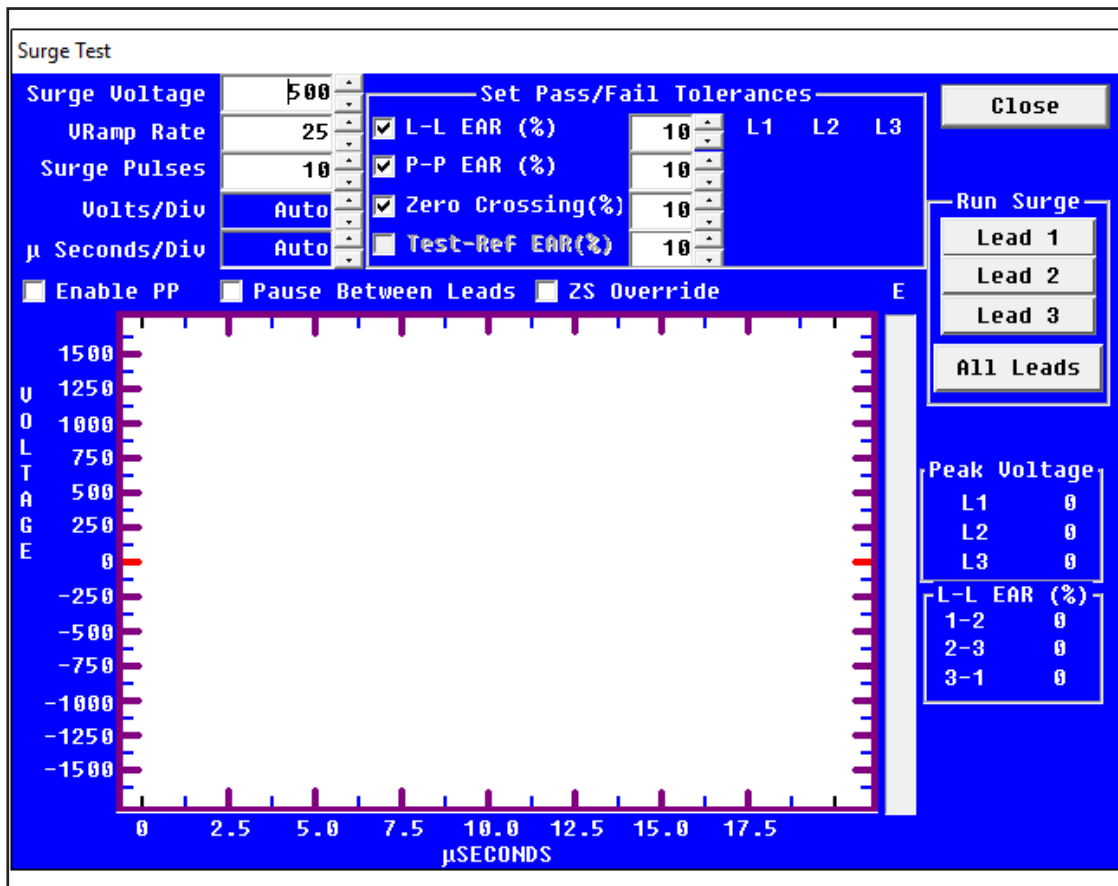 Surge Test
Surge Voltage 500
VRamp Rate 25
Surge Pulses 10
Volts/Div Auto
µ Seconds/Div Auto
Set Pass/Fail Tolerances
L-L EAR (%) 10 L1 L2 L3
P-P EAR (%) 10
Zero Crossing(%) 10
Test-Ref EAR(%) 10
Close
Run Surge
Lead 1
Lead 2
Lead 3
All Leads
Enable PP Pause Between Leads ZS Override E
VOLTAGE
1500
1250
1000
750
500
250
0
-250
-500
-750
-1000
-1250
-1500
0 2.5 5.0 7.5 10.0 12.5 15.0 17.5
µSECONDS
Peak Voltage
L1 0
L2 0
L3 0
L-L EAR (%)
1-2 0
2-3 0
3-1 0